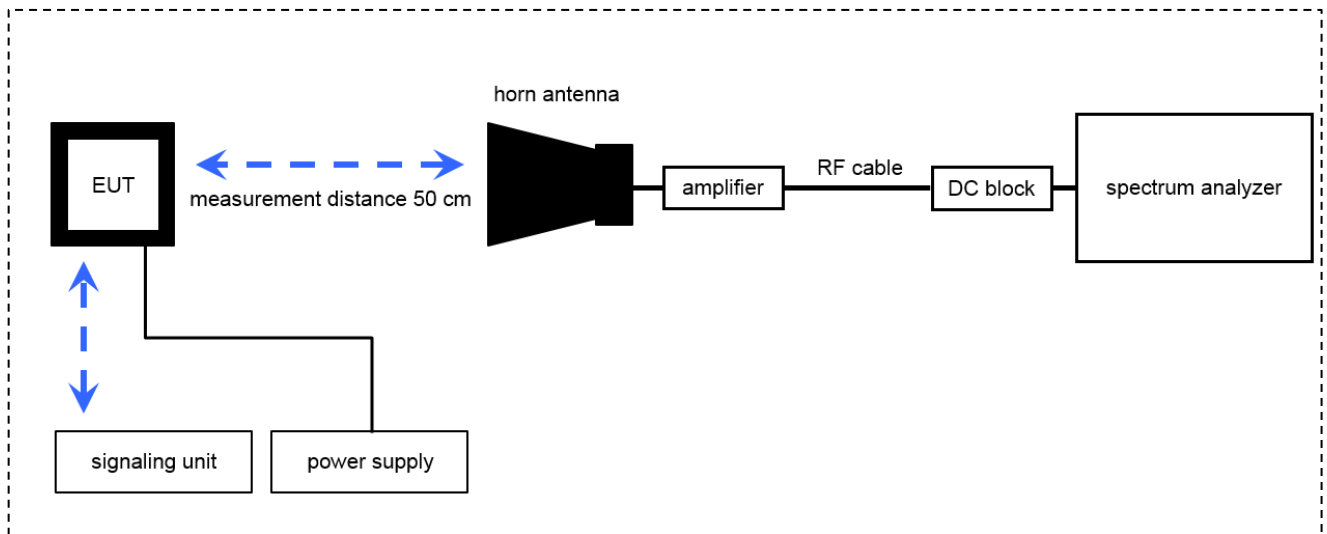 horn antenna
EUT
measurement distance 50 cm
amplifier
RF cable
DC block
spectrum analyzer
signaling unit
power supply